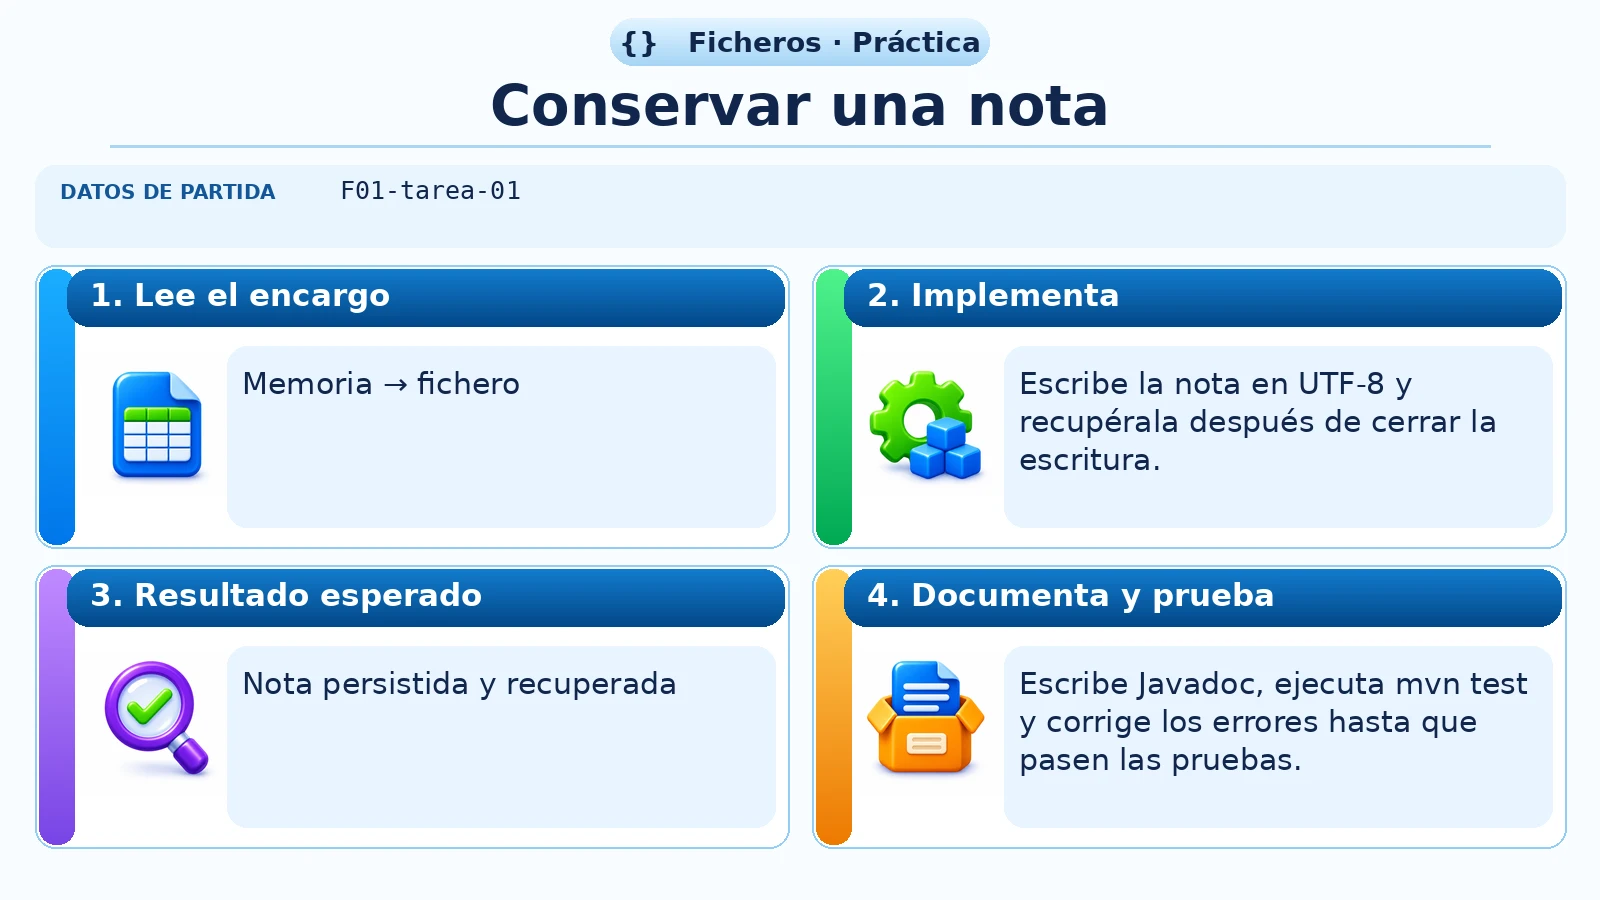 {} Ficheros · Práctica
Conservar una nota
DATOS DE PARTIDA F01-tarea-01
1. Lee el encargo
Memoria → fichero
2. Implementa
Escribe la nota en UTF-8 y
recupérala después de cerrar la
escritura.
3. Resultado esperado
Nota persistida y recuperada
4. Documenta y prueba
Escribe Javadoc, ejecuta mvn test
y corrige los errores hasta que
pasen las pruebas.